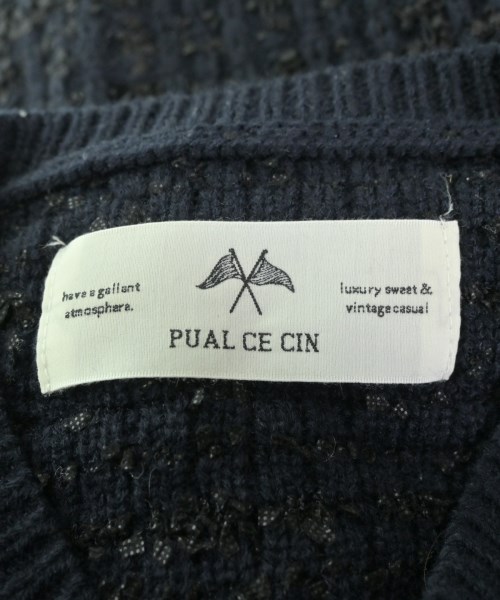 have a gallant
atmosphere.
luxury sweet &
vintage casual
PUAL CE CIN